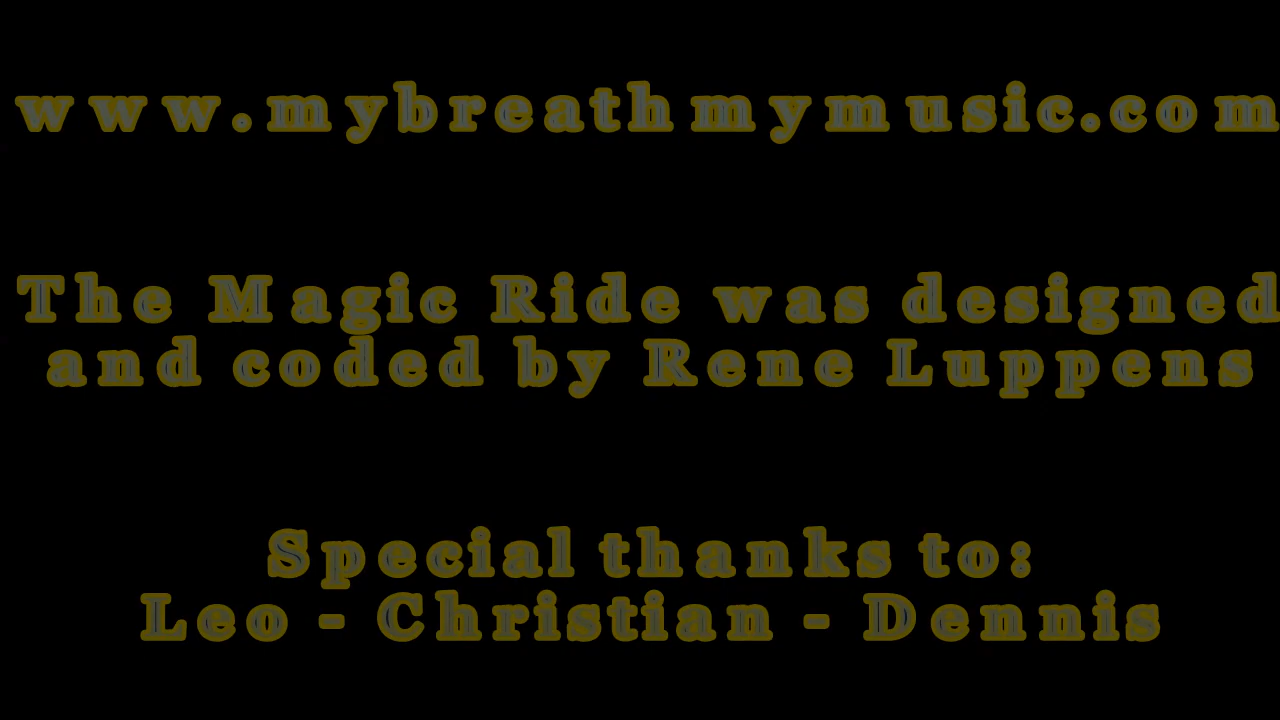 www.mybreathmymusic.com
The Magic Ride was designed
and coded by Rene Luppens
Special thanks to:
Leo - Christian - Dennis